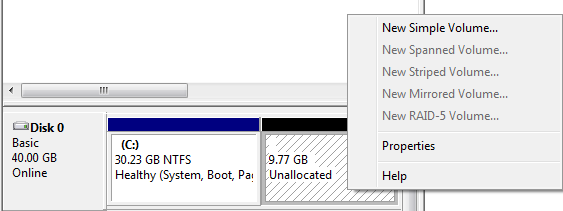 New Simple Volume...
New Spanned Volume...
New Striped Volume...
New Mirrored Volume...
New RAID-5 Volume...
Properties
Help
Disk 0
Basic
40.00 GB
Online
(C:)
30.23 GB NTFS
Healthy (System, Boot, Pa
9.77 GB
Unallocated